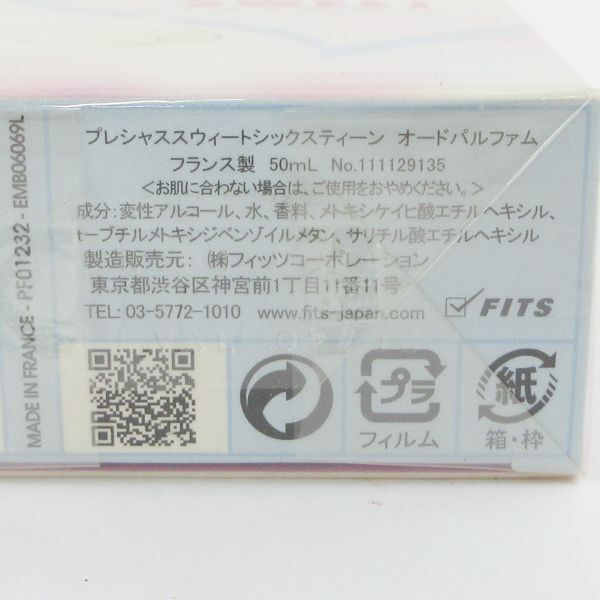 プレシャススウィートシックスティーン オードパルファム
フランス製 50mL No.111129135
<お肌に合わない場合は、ご使用をおやめください。>
成分:変性アルコール、水、香料、メトキシケイヒ酸エチルヘキシル、
t-ブチルメトキシジベンゾイルメタン、サリチル酸エチルヘキシル
製造販売元: ㈱フィッツコーポレーション
東京都渋谷区神宮前1丁目11番11号
TEL: 03-5772-1010 www.fits-japan.com
FITS
MADE IN FRANCE - PF01232 - EMB06069L
プラ
フィルム
紙
箱・枠